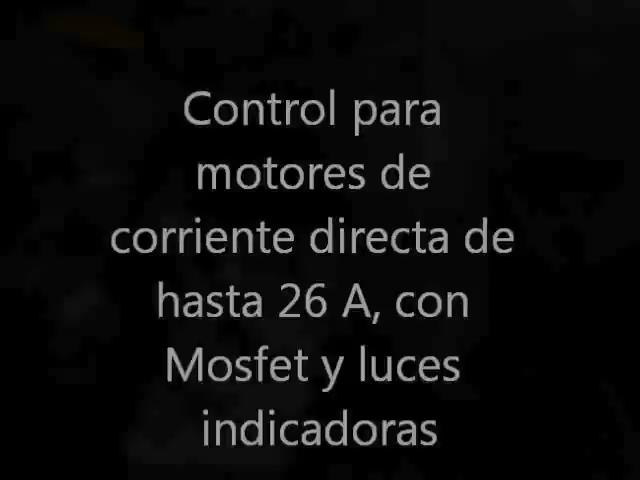 Control para
motores de
corriente directa de
hasta 26 A, con
Mosfet y luces
indicadoras